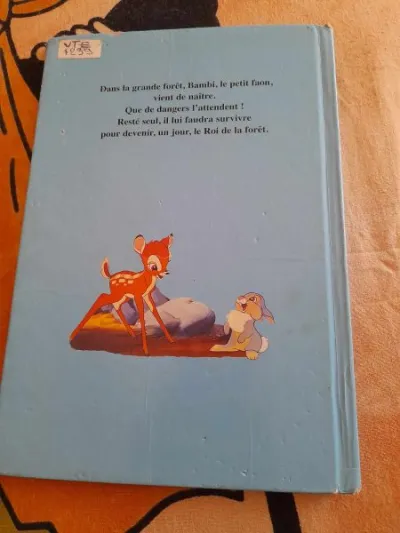 Dans la grande forêt, Bambi, le petit faon,
vient de naître.
Que de dangers l'attendent !
Resté seul, il lui faudra survivre
pour devenir, un jour, le Roi de la forêt.